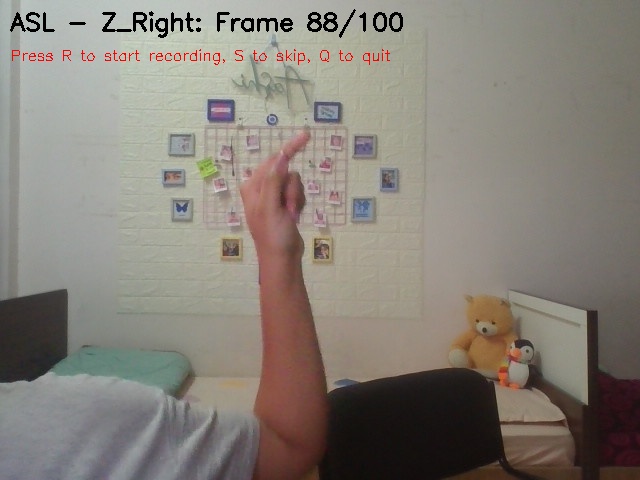 ASL - Z_Right: Frame 88/100
Press R to start recording, S to skip, Q to quit